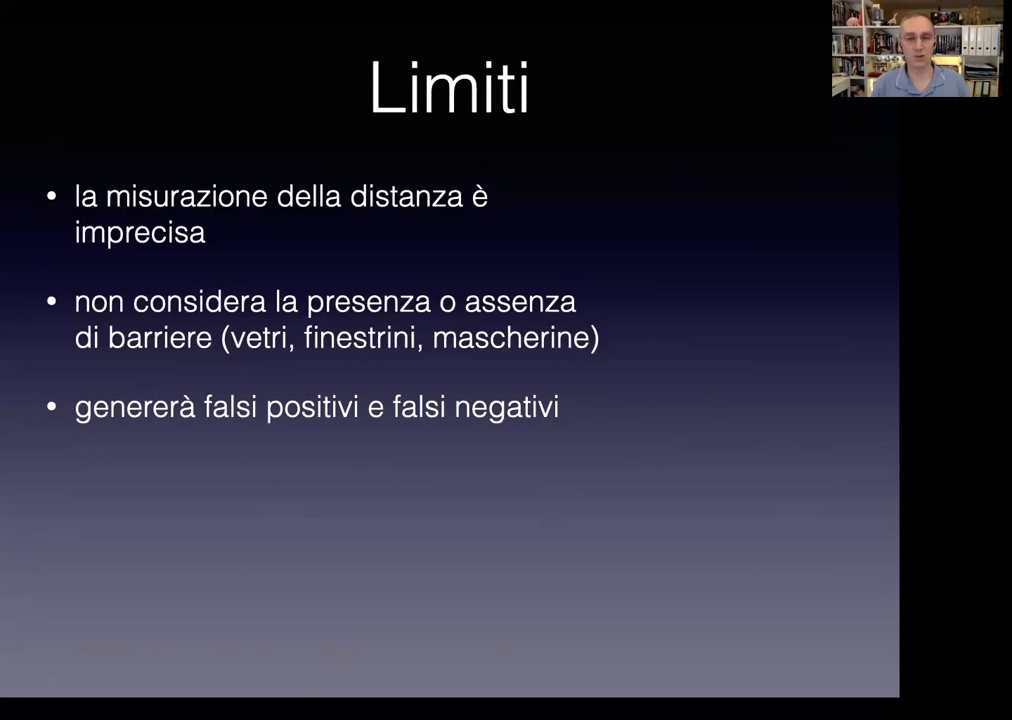 Limiti
• la misurazione della distanza è
imprecisa
• non considera la presenza o assenza
di barriere (vetri, finestrini, mascherine)
• genererà falsi positivi e falsi negativi